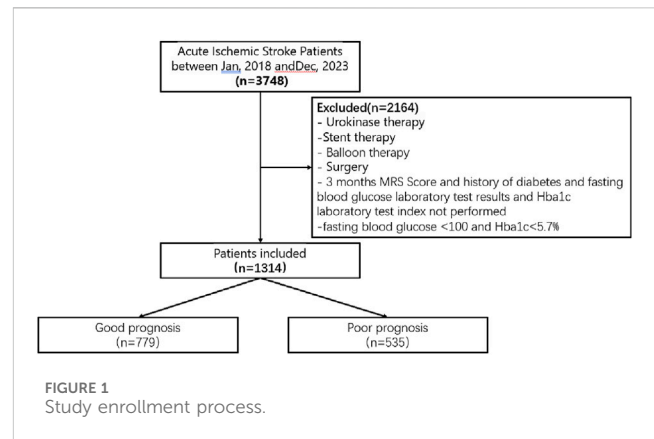 Acute Ischemic Stroke Patients
between Jan, 2018 andDec, 2023
(n=3748)
Excluded(n=2164)
- Urokinase therapy
-Stent therapy
- Balloon therapy
- Surgery
- 3 months MRS Score and history of diabetes and fasting
blood glucose laboratory test results and Hba1c
laboratory test index not performed
-fasting blood glucose <100 and Hba1c<5.7%
Patients included
(n=1314)
Good prognosis
(n=779)
Poor prognosis
(n=535)
FIGURE 1
Study enrollment process.